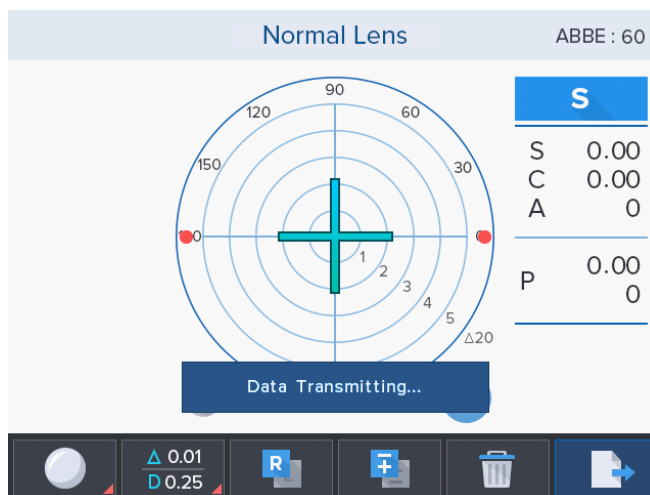 Normal Lens
ABBE : 60
90
120
60
150
30
S
S 0.00
C 0.00
A 0
P 0.00
0
1
2
3
4
5
Δ20
Data Transmitting...
Δ 0.01
D 0.25
R